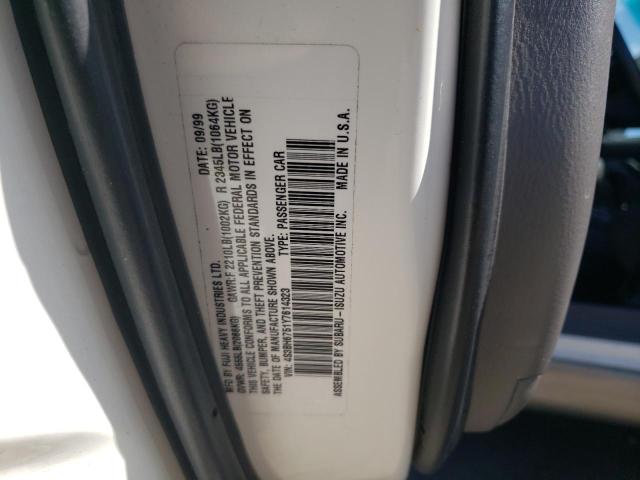 MFD BY FUJI HEAVY INDUSTRIES LTD. DATE: 09/99
GVWR: 4555LB(2066KG) GAWR:F 2210LB(1002KG) R 2345LB(1064KG)
THIS VEHICLE CONFORMS TO ALL APPLICABLE FEDERAL MOTOR VEHICLE
SAFETY, BUMPER, AND THEFT PREVENTION STANDARDS IN EFFECT ON
THE DATE OF MANUFACTURE SHOWN ABOVE.
VIN: 4S3BH6751Y7614323 TYPE: PASSENGER CAR
ASSEMBLED BY SUBARU-ISUZU AUTOMOTIVE INC. MADE IN U.S.A.